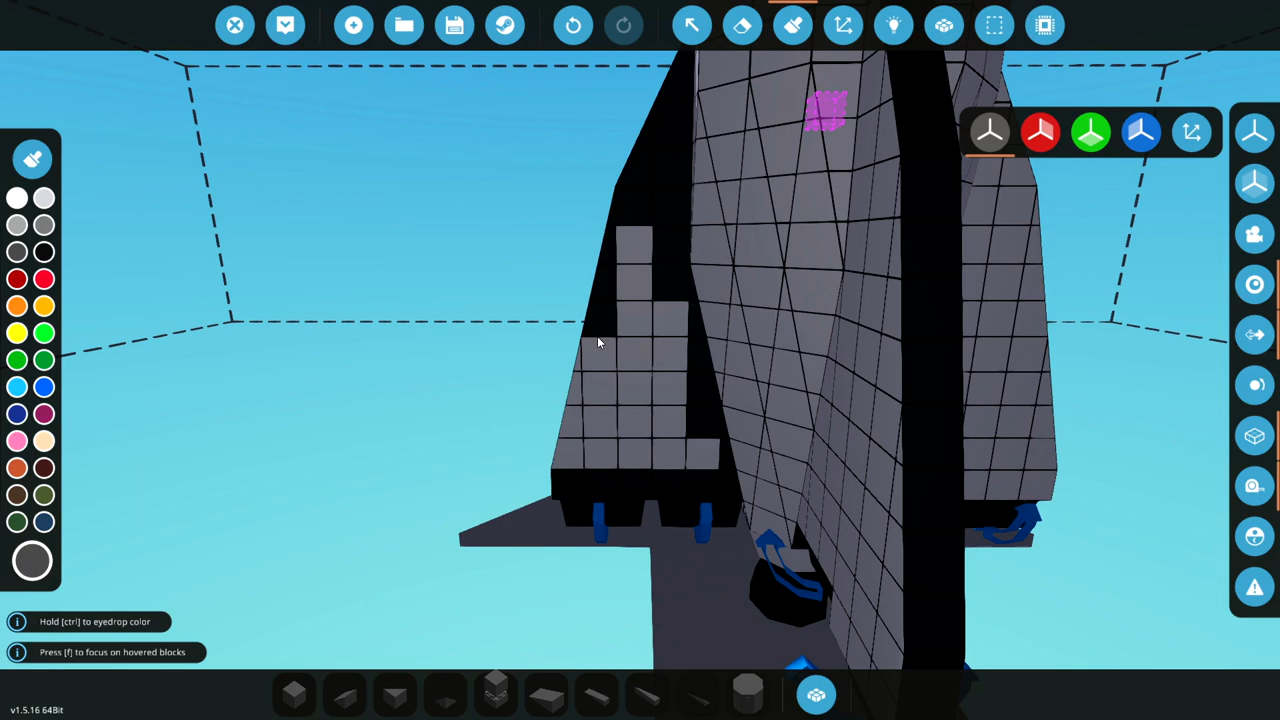 Hold [ctrl] to eyedrop color
Press [f] to focus on hovered blocks
v1.5.16 64Bit